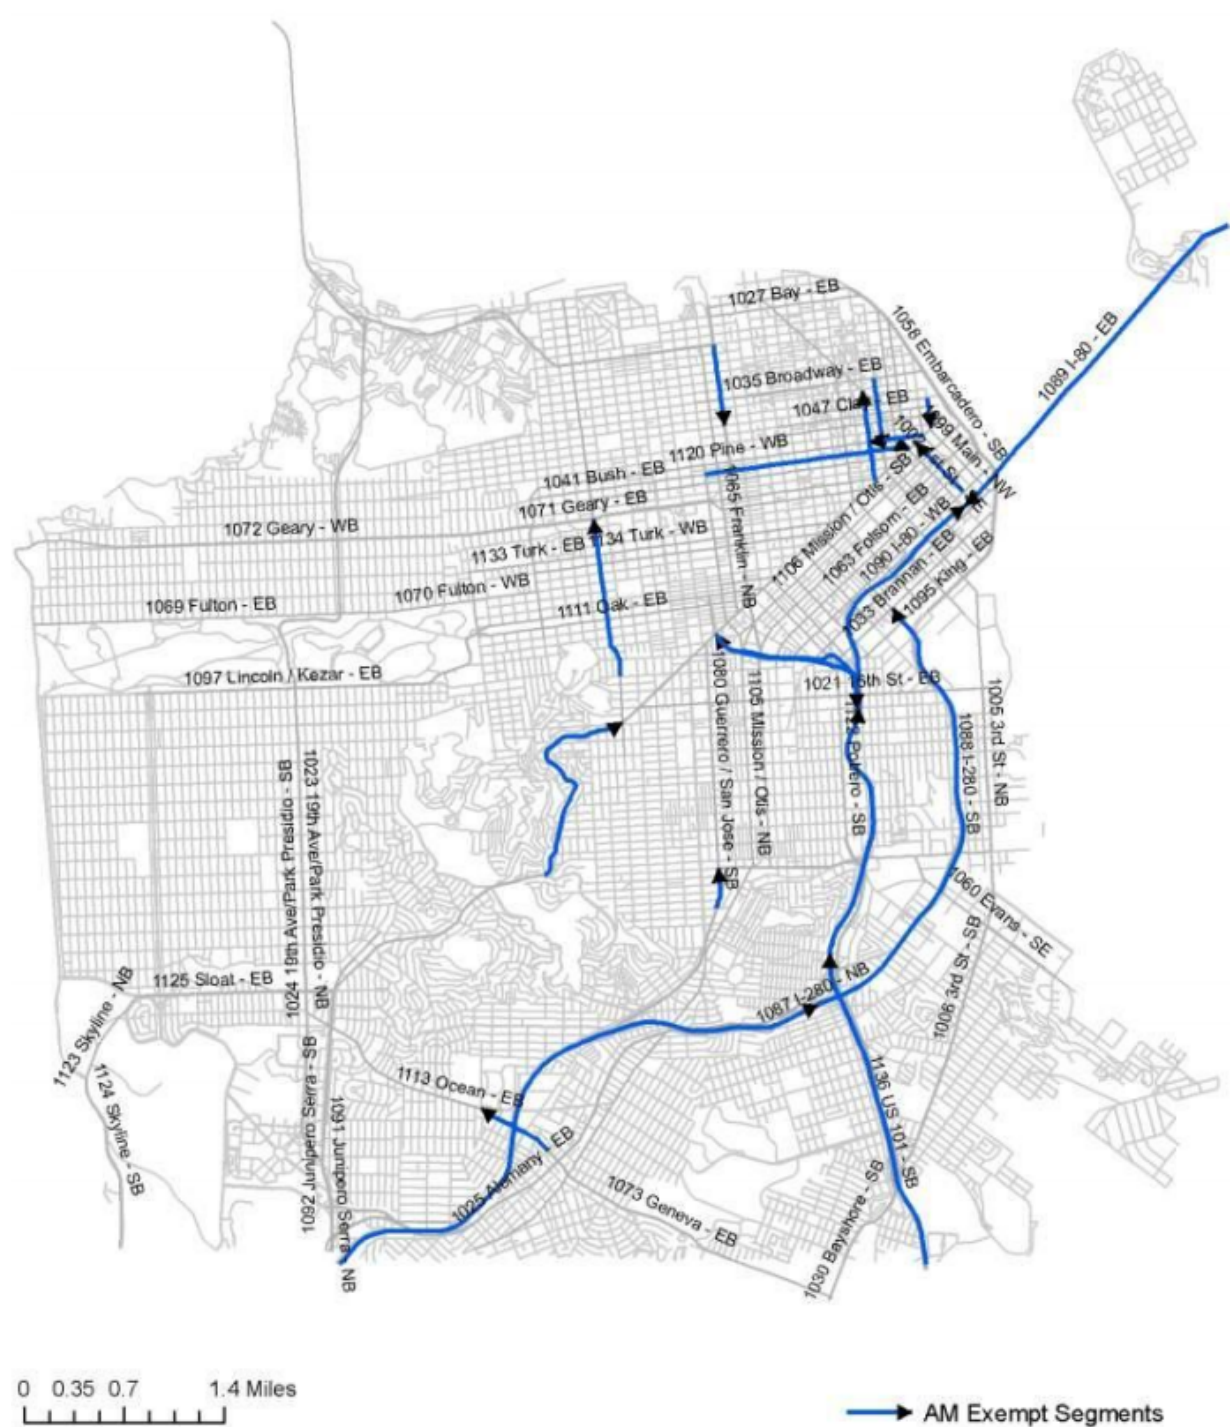 1027 Bay - EB
1058 Embarcadero - SB
1089 I-80 - EB
1035 Broadway - EB
1047 Cla - EB
1099 Main - NW
1120 Pine - WB
1041 Bush - EB
1071 Geary - EB
1072 Geary - WB
1065 Franklin - NB
1106 Mission / Otis - SB
1063 Folsom - EB
1090 I-80 - WB
1033 Brannan - EB
1095 King - EB
1133 Turk - EB
1134 Turk - WB
1070 Fulton - WB
1069 Fulton - EB
1111 Oak - EB
1097 Lincoln / Kezar - EB
1021 16th St - EB
1080 Guerrero / San Jose - SB
1105 Mission / Otis - NB
Potrero - SB
1088 I-280 - SB
1005 3rd St - NB
1024 19th Ave/Park Presidio - SB
1023 19th Ave/Park Presidio - NB
1060 Evans - SE
1006 3rd St - SB
1125 Sloat - EB
1123 Skyline - NB
1124 Skyline - SB
1087 I-280 - NB
1092 Junipero Serra - SB
1091 Junipero Serra - NB
1113 Ocean - EB
1025 Alemany - EB
1136 US 101 - SB
1073 Geneva - EB
1030 Bayshore - SB
0 0.35 0.7 1.4 Miles
AM Exempt Segments